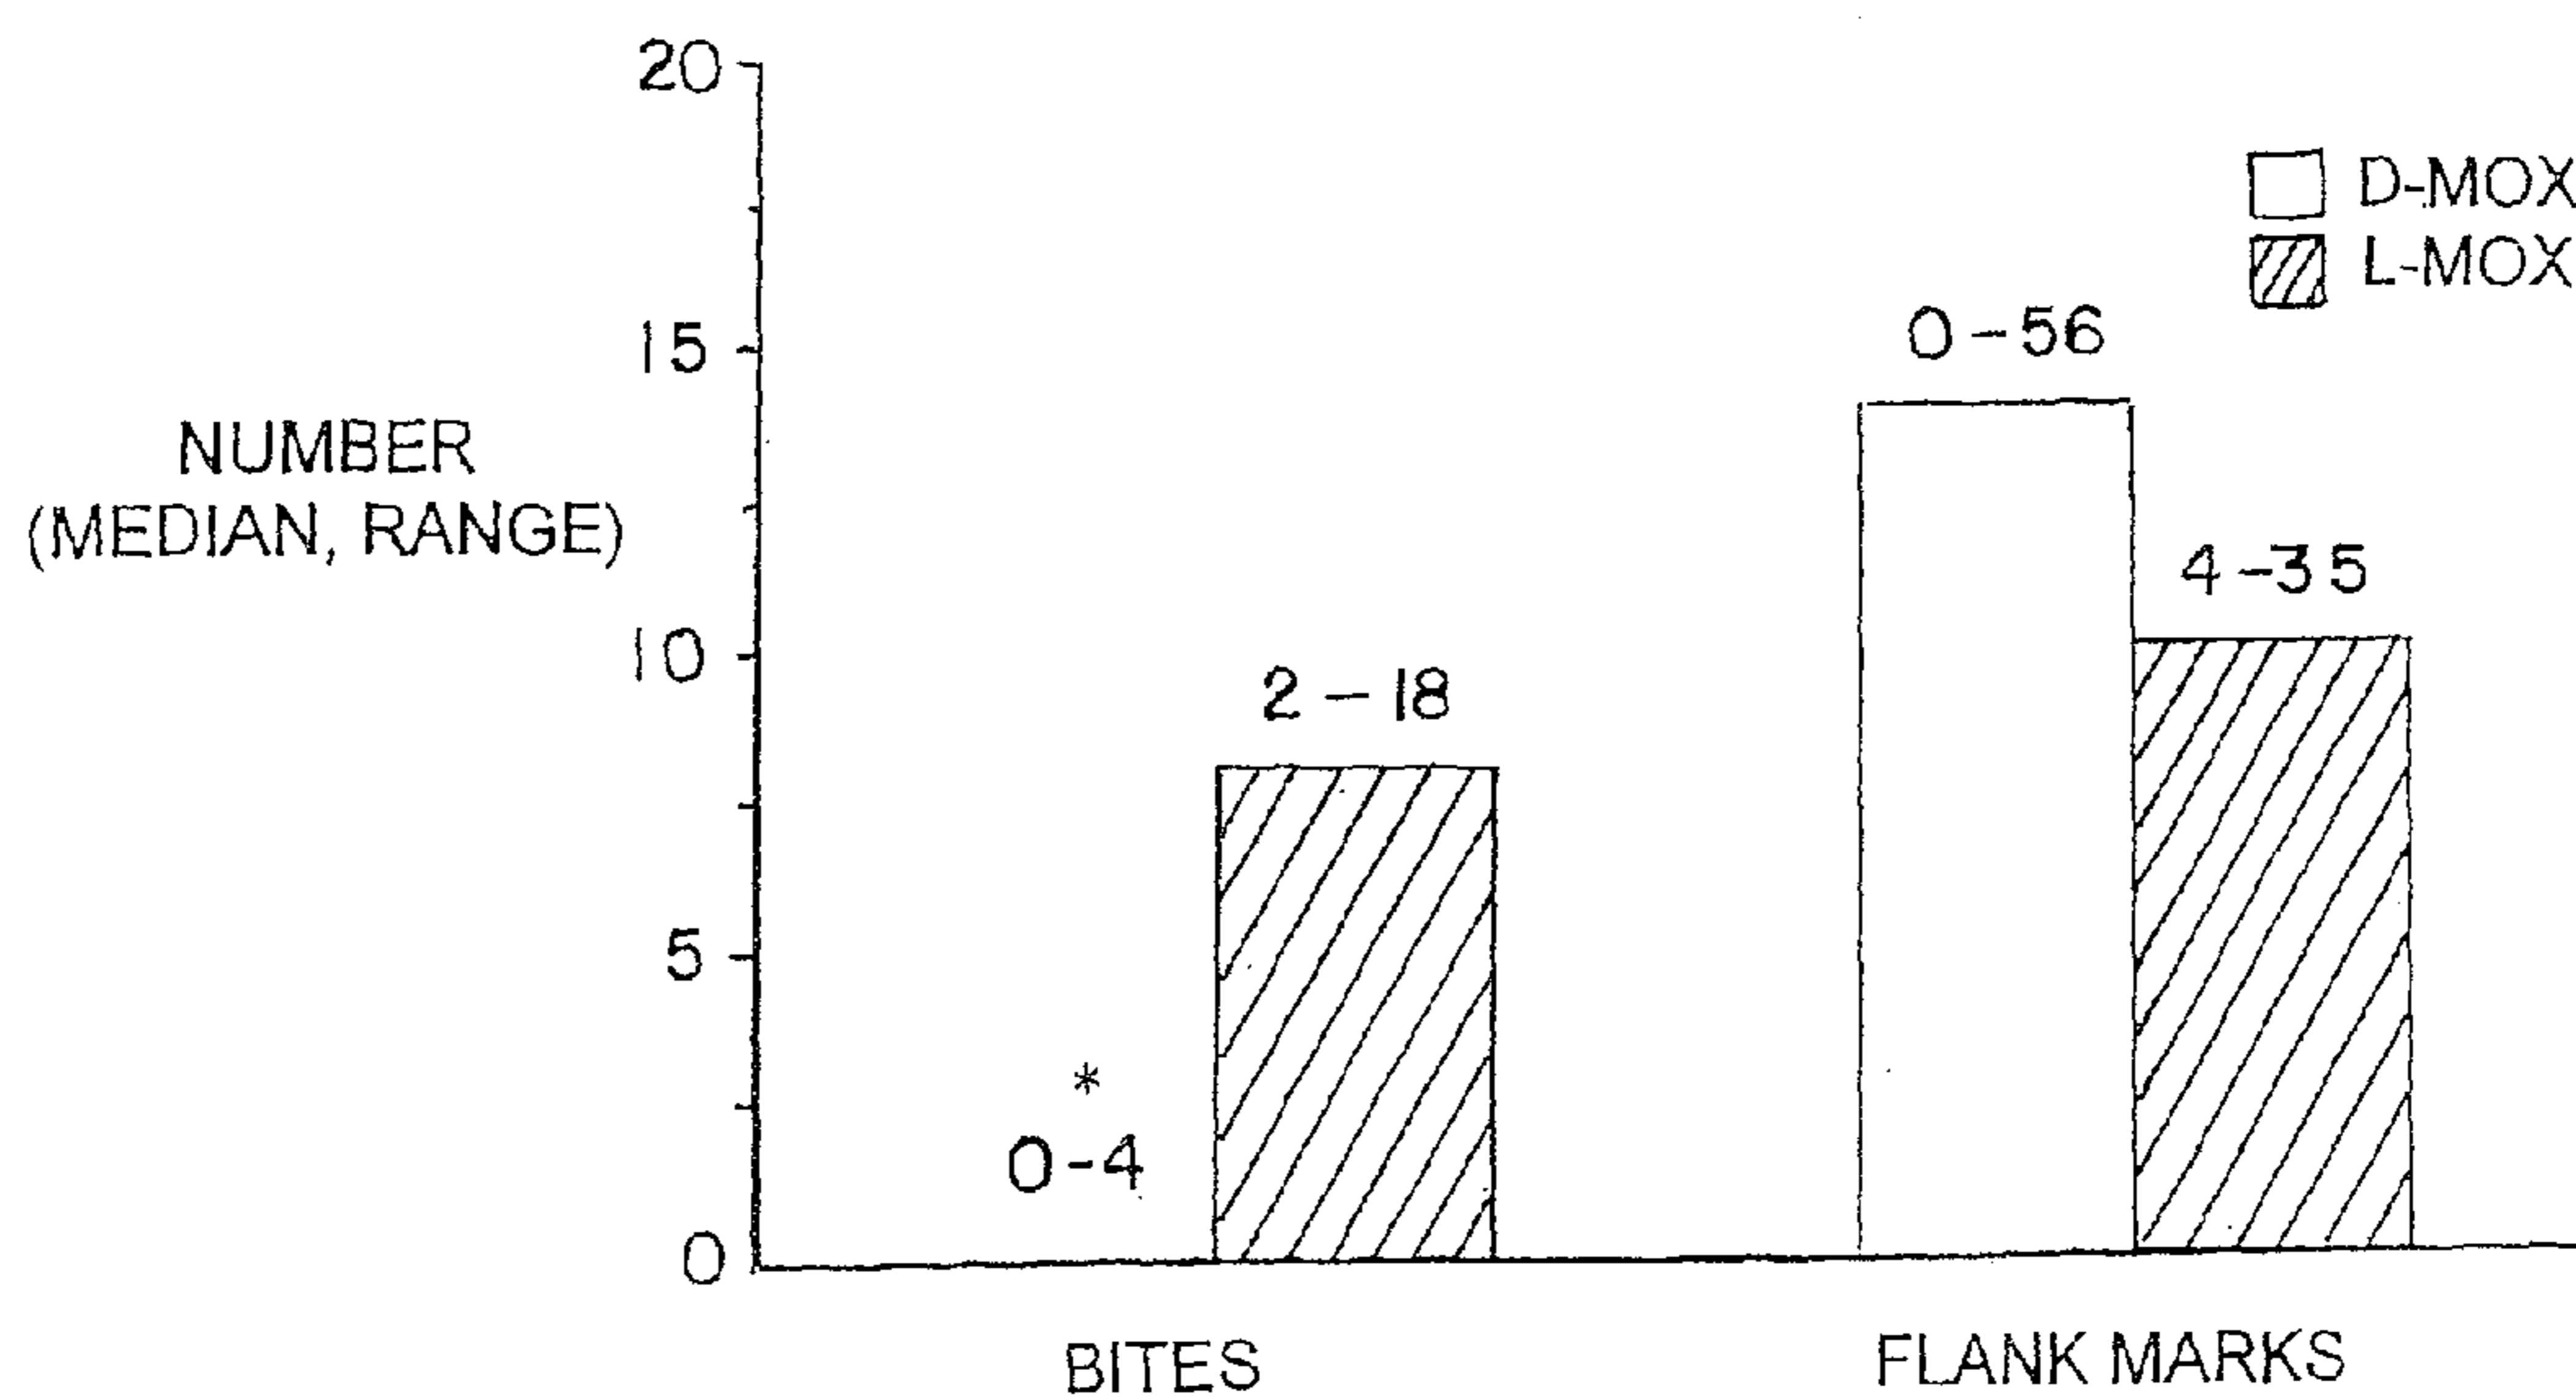 20
15
10
5
0
NUMBER
(MEDIAN, RANGE)
D-MOX
L-MOX
0-56
4-35
2-18
*
0-4
BITES
FLANK MARKS